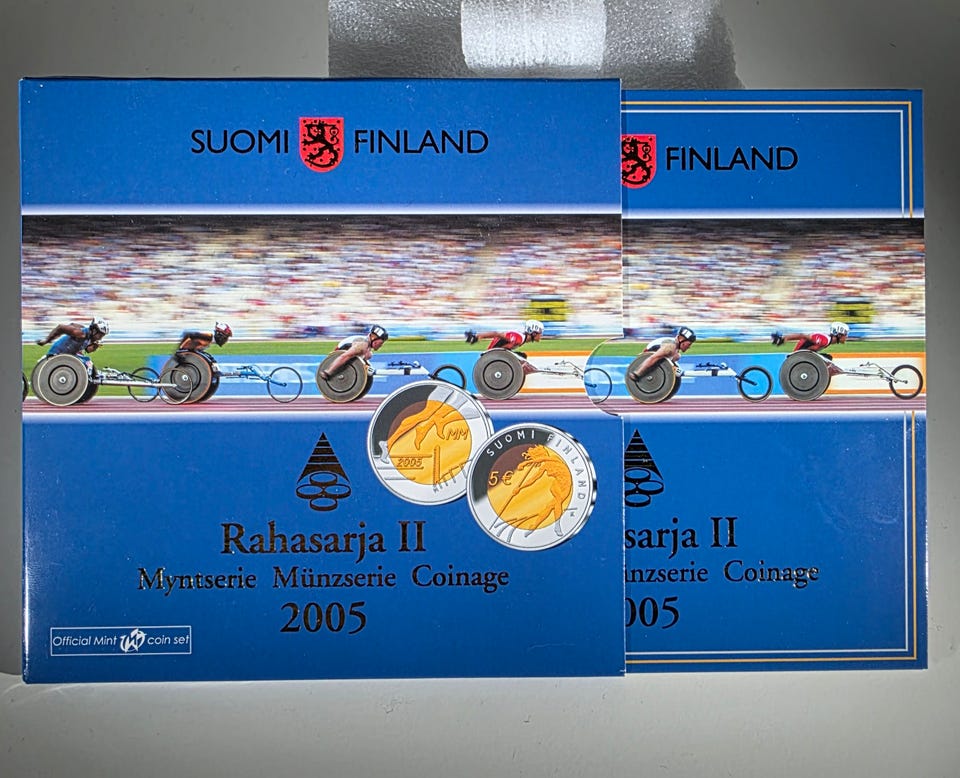 SUOMI FINLAND
MM
2005
SUOMI FINLAND
5€
Rahasarja II
Myntserie Münzserie Coinage
2005
Official Mint coin set
FINLAND
sarja II
ünzserie Coinage
005